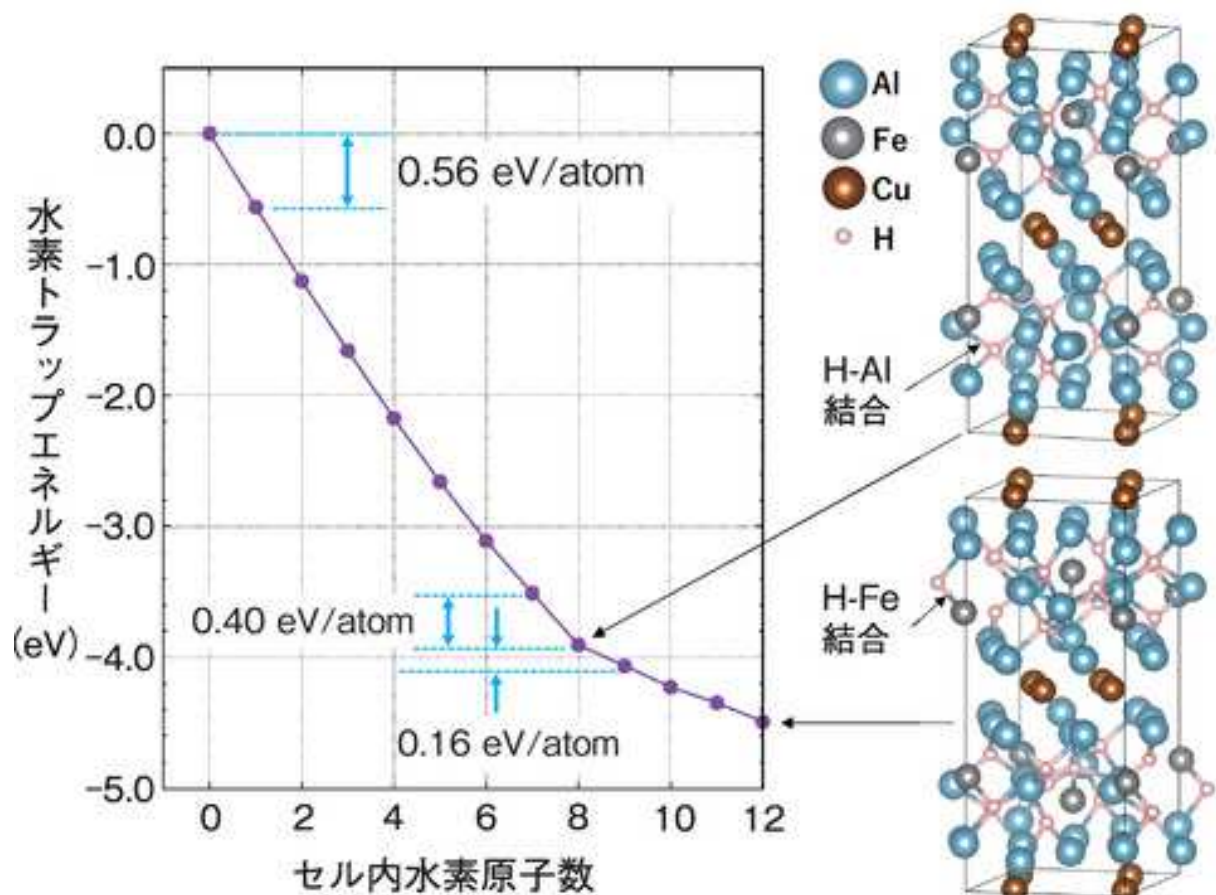 水素トラップエネルギー
(eV)
0.0
-1.0
-2.0
-3.0
-4.0
-5.0
0 2 4 6 8 10 12
セル内水素原子数
0.56 eV/atom
0.40 eV/atom
0.16 eV/atom
Al
Fe
Cu
H
H-Al
結合
H-Fe
結合